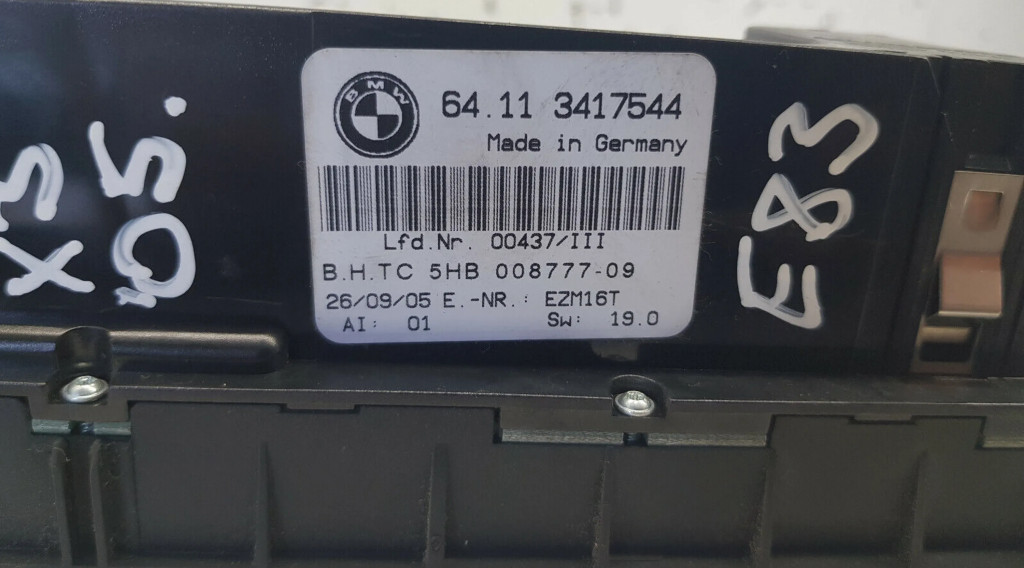 X3
'05.
BMW
64.11 3417544
Made in Germany
Lfd.Nr. 00437/III
B.H.TC 5HB 008777-09
26/09/05 E.-NR.: EZM16T
AI: 01 SW: 19.0
E83